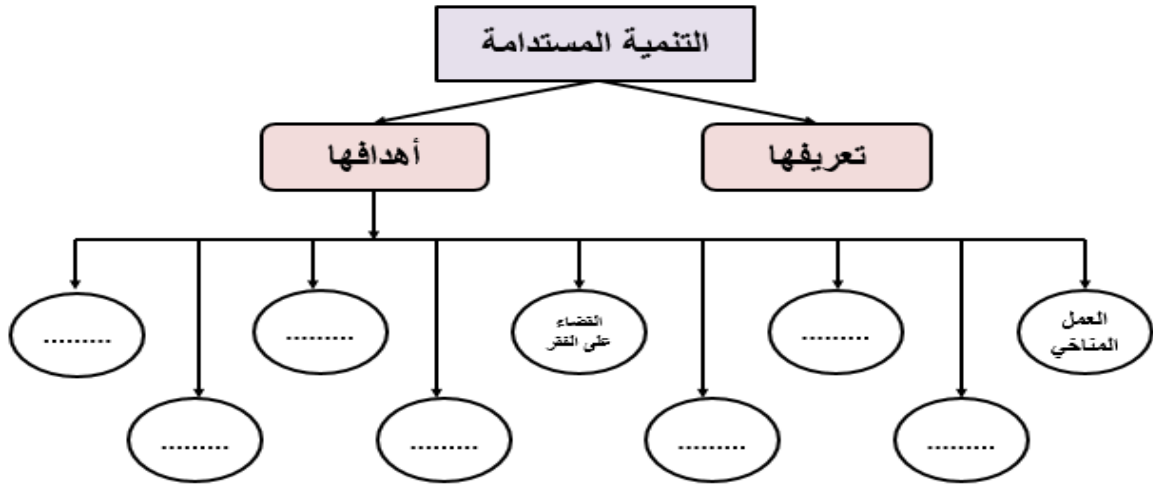 التنمية المستدامة
تعريفها
أهدافها
العمل
المناخي
.........
القضاء
على الفقر
.........
.........
.........
.........
.........
.........